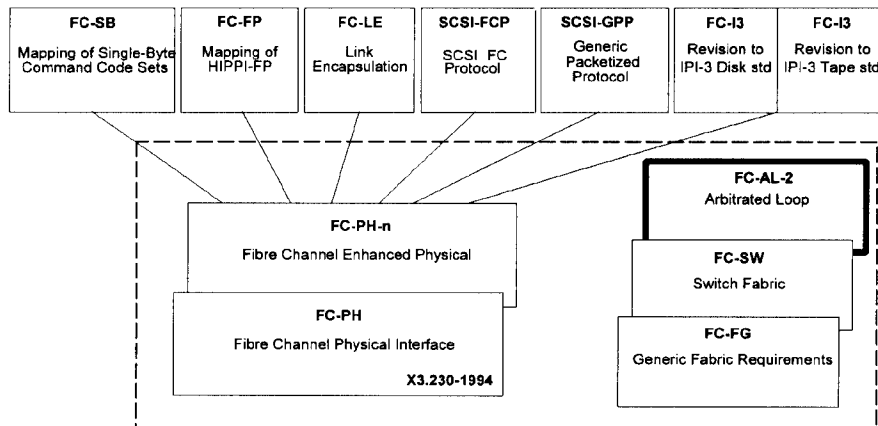 FC-SB
Mapping of Single-Byte
Command Code Sets
FC-FP
Mapping of
HIPPI-FP
FC-LE
Link
Encapsulation
SCSI-FCP
SCSI FC
Protocol
SCSI-GPP
Generic
Packetized
Protocol
FC-I3
Revision to
IPI-3 Disk std
FC-I3
Revision to
IPI-3 Tape std
FC-PH-n
Fibre Channel Enhanced Physical
FC-PH
Fibre Channel Physical Interface
X3.230-1994
FC-AL-2
Arbitrated Loop
FC-SW
Switch Fabric
FC-FG
Generic Fabric Requirements